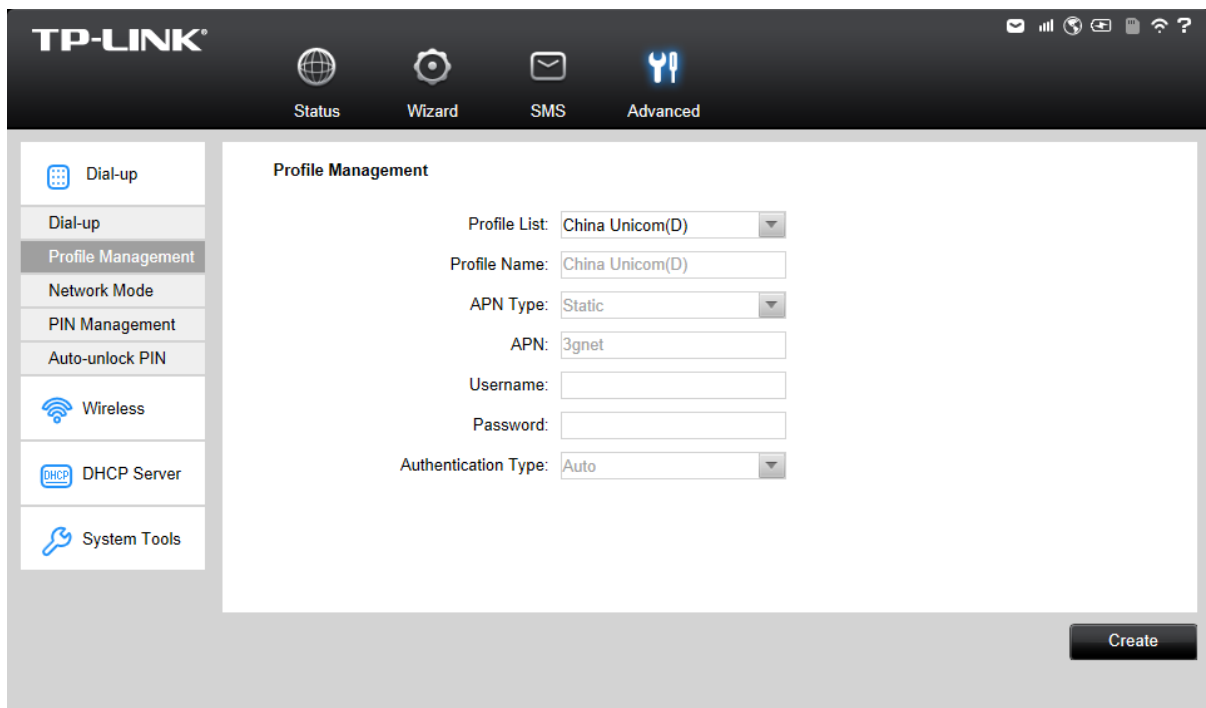 TP-LINK®
?
Status
Wizard
SMS
Advanced
Dial-up
Dial-up
Profile Management
Network Mode
PIN Management
Auto-unlock PIN
Wireless
DHCP
DHCP Server
System Tools
Profile Management
Profile List: China Unicom(D)
Profile Name: China Unicom(D)
APN Type: Static
APN: 3gnet
Username:
Password:
Authentication Type: Auto
Create